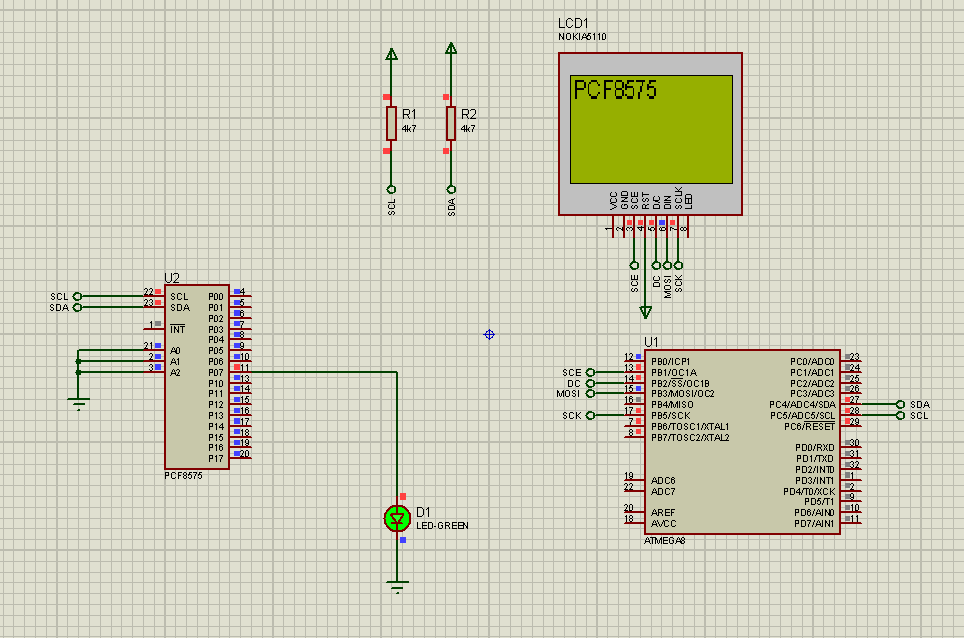 LCD1
NOKIA5110
PCF8575
VCC
GND
SCE
RST
D/C
DIN
SCLK
LED
1
2
3
4
5
6
7
8
SCE
DC
MOSI
SCK
R1
4k7
SCL
R2
4k7
SDA
U2
SCL 22 SCL P00 4
SDA 23 SDA P01 5
P02 6
1 INT P03 7
P04 8
21 A0 P05 9
2 A1 P06 10
3 A2 P07 11
P10 13
P11 14
P12 15
P13 16
P14 17
P15 18
P16 19
P17 20
PCF8575
D1
LED-GREEN
U1
12 PB0/ICP1 PC0/ADC0 23
SCE 13 PB1/OC1A PC1/ADC1 24
DC 14 PB2/SS/OC1B PC2/ADC2 25
MOSI 15 PB3/MOSI/OC2 PC3/ADC3 26
16 PB4/MISO PC4/ADC4/SDA 27 SDA
SCK 17 PB5/SCK PC5/ADC5/SCL 28 SCL
7 PB6/TOSC1/XTAL1 PC6/RESET 29
8 PB7/TOSC2/XTAL2
PD0/RXD 30
PD1/TXD 31
PD2/INT0 32
19 ADC6 PD3/INT1 1
22 ADC7 PD4/T0/XCK 2
PD5/T1 9
20 AREF PD6/AIN0 10
18 AVCC PD7/AIN1 11
ATMEGA8